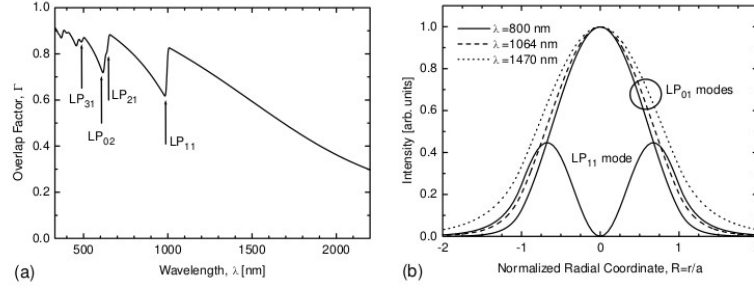 1.0
0.8
0.6
0.4
0.2
0.0
Overlap Factor, Γ
LP31
LP02
LP21
LP11
500
1000
1500
2000
Wavelength, λ [nm]
(a)
1.0
0.8
0.6
0.4
0.2
0.0
Intensity [arb. units]
λ=800 nm
λ=1064 nm
λ=1470 nm
LP01 modes
LP11 mode
-2
-1
0
1
2
Normalized Radial Coordinate, R=r/a
(b)